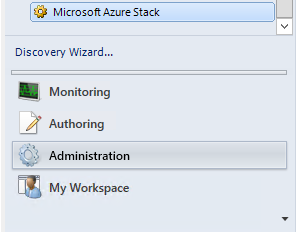 Microsoft Azure Stack
Discovery Wizard...
Monitoring
Authoring
Administration
My Workspace